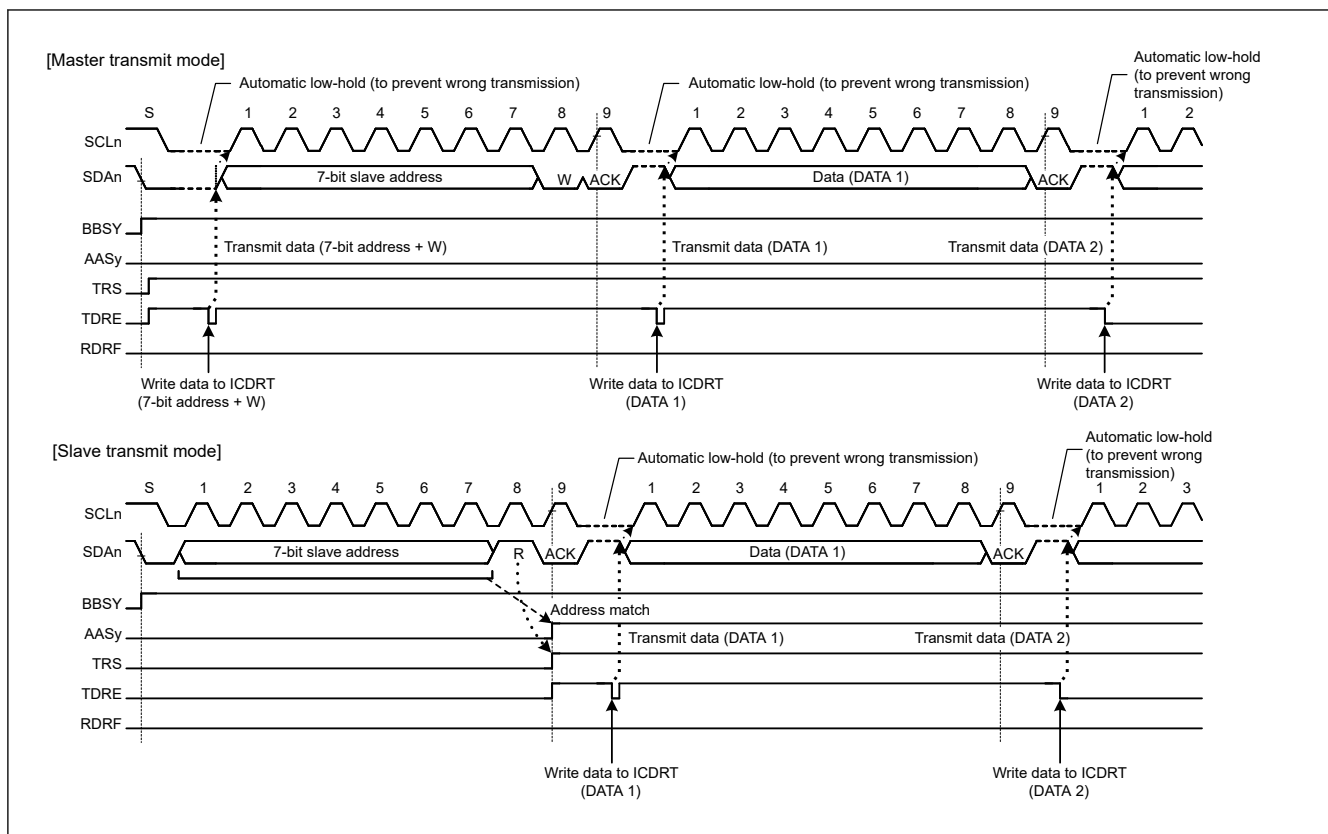 [Master transmit mode]
Automatic low-hold (to prevent wrong transmission)
Automatic low-hold (to prevent wrong transmission)
Automatic low-hold
(to prevent wrong
transmission)
S 1 2 3 4 5 6 7 8 9 1 2 3 4 5 6 7 8 9 1 2
SCLn
SDAn
7-bit slave address
W
ACK
Data (DATA 1)
ACK
BBSY
Transmit data (7-bit address + W)
Transmit data (DATA 1)
Transmit data (DATA 2)
AASy
TRS
TDRE
RDRF
Write data to ICDRT
(7-bit address + W)
Write data to ICDRT
(DATA 1)
Write data to ICDRT
(DATA 2)
[Slave transmit mode]
Automatic low-hold (to prevent wrong transmission)
Automatic low-hold
(to prevent wrong
transmission)
S 1 2 3 4 5 6 7 8 9 1 2 3 4 5 6 7 8 9 1 2 3
SCLn
SDAn
7-bit slave address
R
ACK
Data (DATA 1)
ACK
BBSY
Address match
AASy
Transmit data (DATA 1)
Transmit data (DATA 2)
TRS
TDRE
RDRF
Write data to ICDRT
(DATA 1)
Write data to ICDRT
(DATA 2)